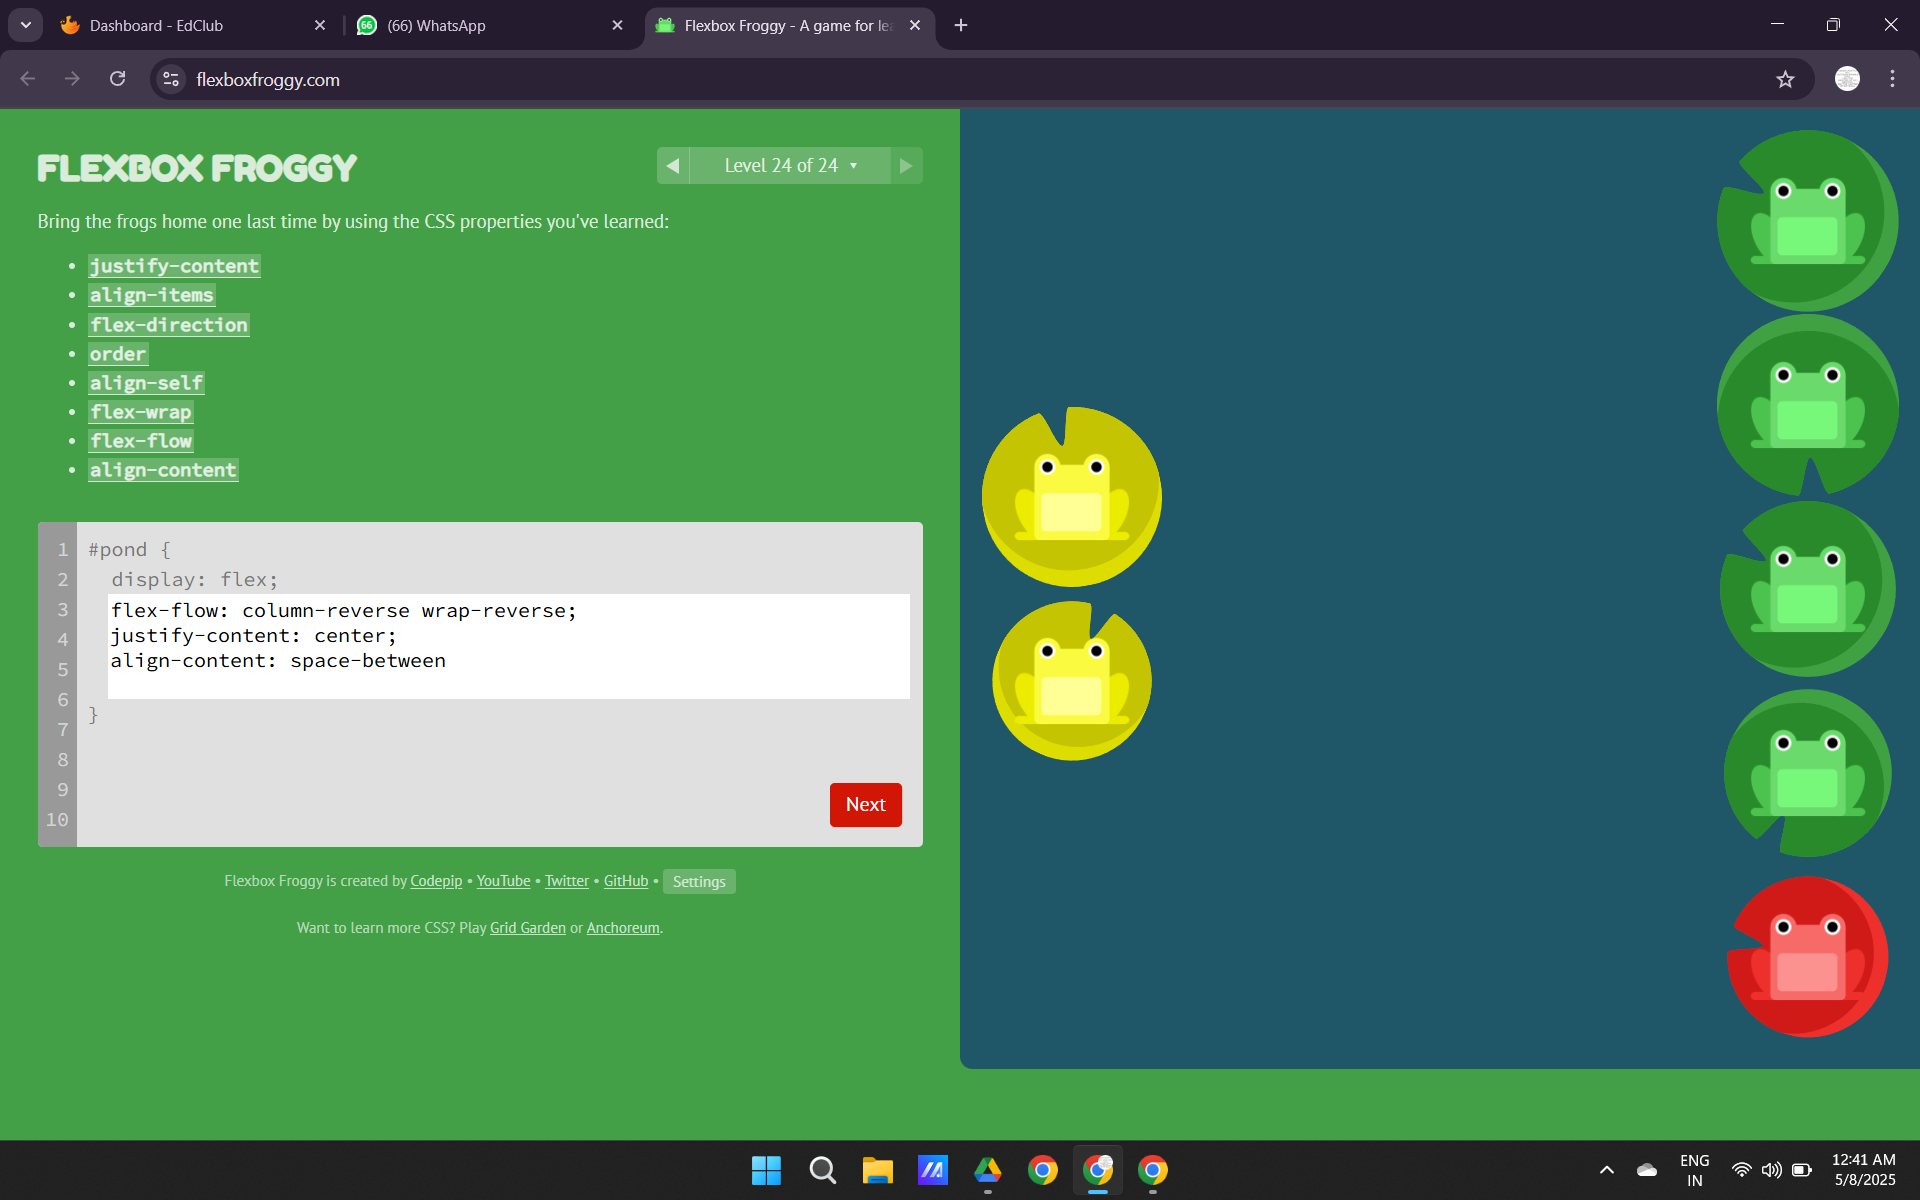 Dashboard - EdClub
66
(66) WhatsApp
Flexbox Froggy - A game for lea
flexboxfroggy.com
FLEXBOX FROGGY
Level 24 of 24
Bring the frogs home one last time by using the CSS properties you've learned:
justify-content
align-items
flex-direction
order
align-self
flex-wrap
flex-flow
align-content
1 #pond {
2 display: flex;
3 flex-flow: column-reverse wrap-reverse;
4 justify-content: center;
5 align-content: space-between
6 }
7
8
9
10
Next
Flexbox Froggy is created by Codepip • YouTube • Twitter • GitHub • Settings
Want to learn more CSS? Play Grid Garden or Anchoreum.
ENG
IN
12:41 AM
5/8/2025